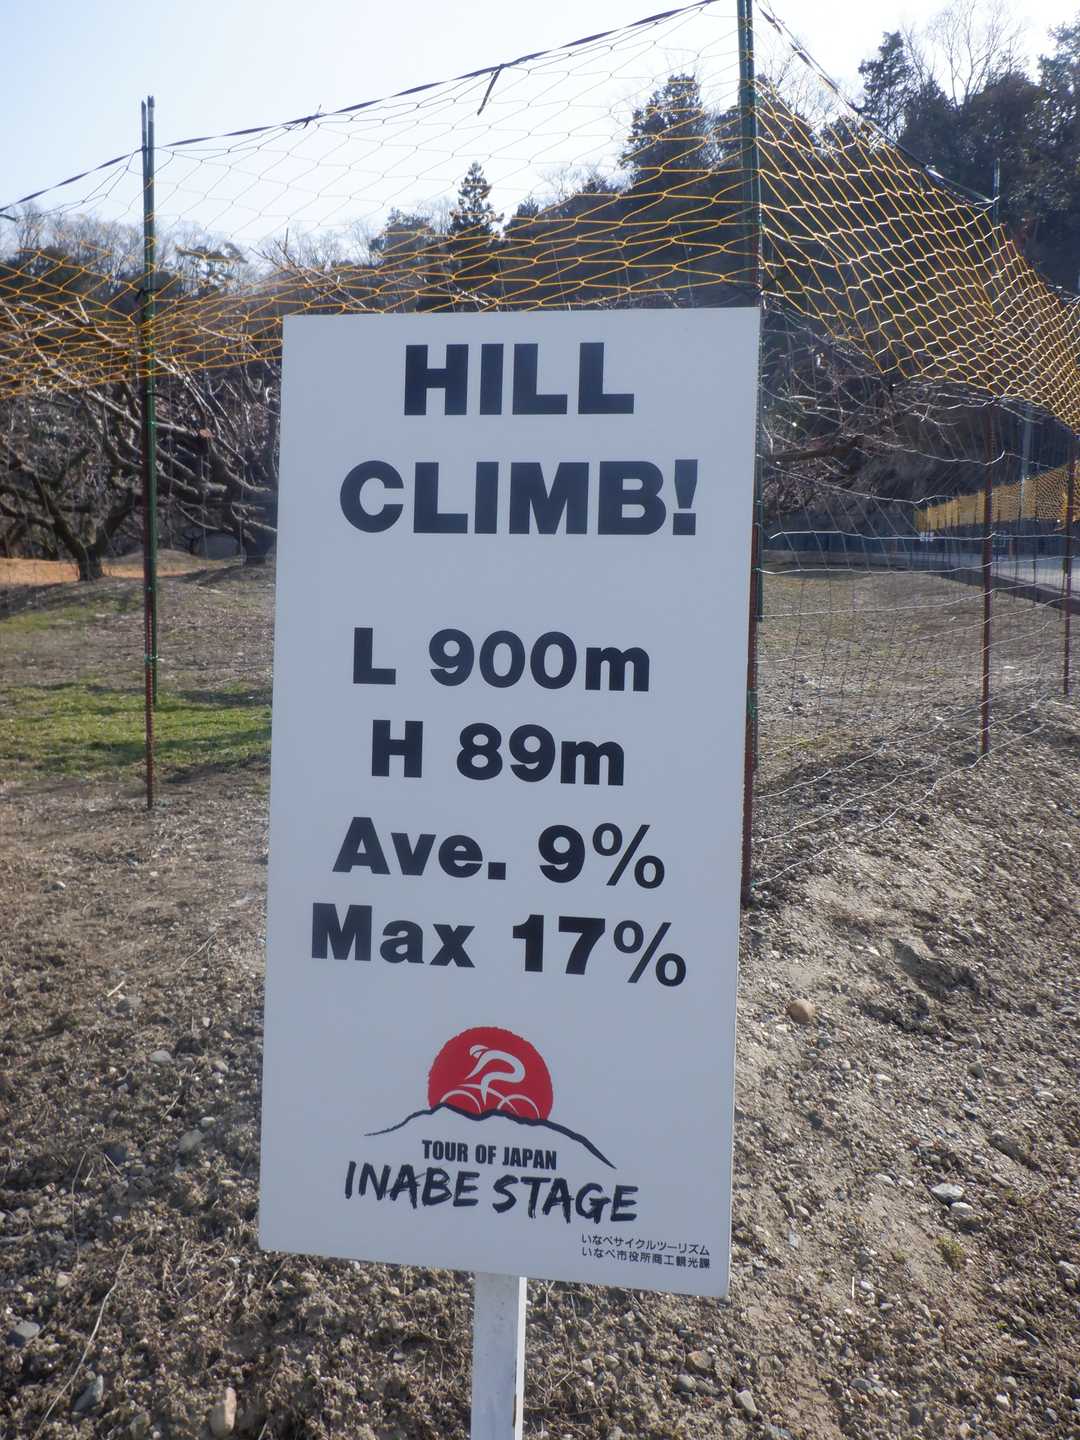 HILL
CLIMB!
L 900m
H 89m
Ave. 9%
Max 17%
TOUR OF JAPAN
INABE STAGE
いなべサイクルツーリズム
いなべ市役所商工観光課